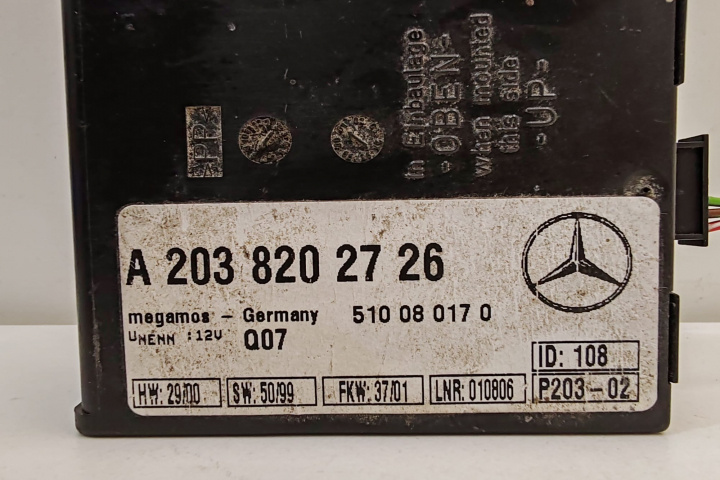 >PP<
in Einbaulage
-OBEN-
when mounted
this side
-UP-
A 203 820 27 26
megamos - Germany 510 08 017 0
UNENN :12V Q07
ID: 108
HW: 29/00 SW: 50/99 FKW: 37/01 LNR: 010806 P203-02